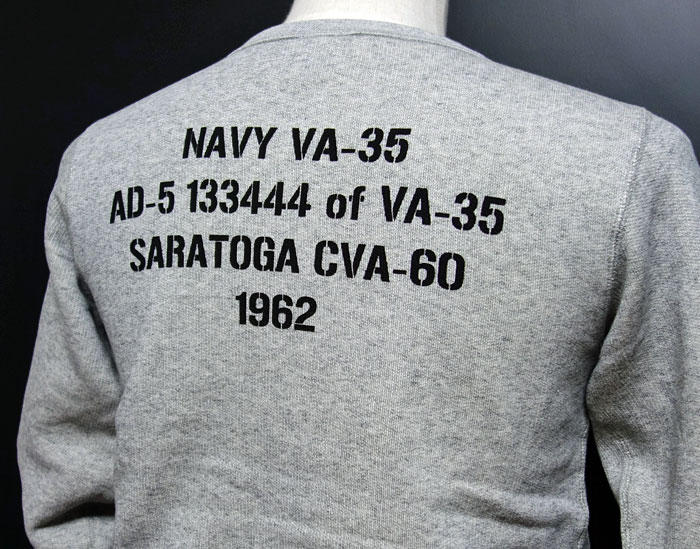 NAVY VA-35
AD-5 133444 of VA-35
SARATOGA CVA-60
1962